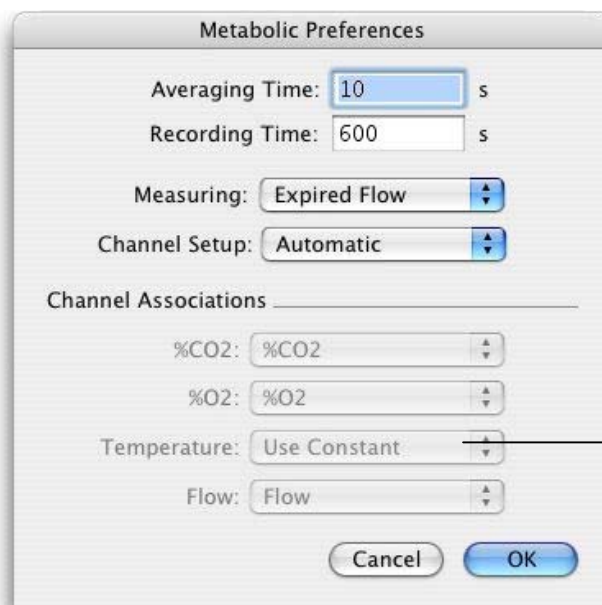 Metabolic Preferences
Averaging Time: 10 s
Recording Time: 600 s
Measuring: Expired Flow
Channel Setup: Automatic
Channel Associations
%CO2: %CO2
%O2: %O2
Temperature: Use Constant
Flow: Flow
Cancel OK